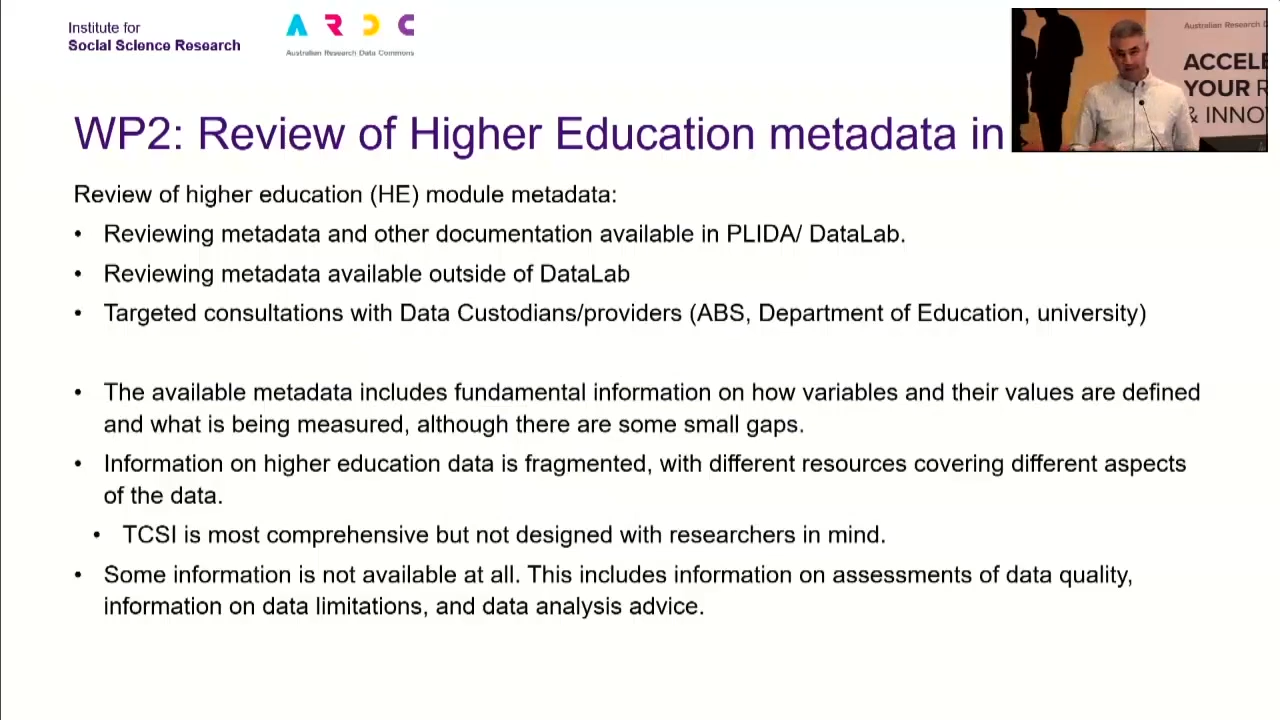 Institute for
Social Science Research
ARDC
Australian Research Data Commons
Australian Research D
ACCELE
YOUR R
& INNO
WP2: Review of Higher Education metadata in
Review of higher education (HE) module metadata:
• Reviewing metadata and other documentation available in PLIDA/ DataLab.
• Reviewing metadata available outside of DataLab
• Targeted consultations with Data Custodians/providers (ABS, Department of Education, university)
• The available metadata includes fundamental information on how variables and their values are defined
and what is being measured, although there are some small gaps.
• Information on higher education data is fragmented, with different resources covering different aspects
of the data.
• TCSI is most comprehensive but not designed with researchers in mind.
• Some information is not available at all. This includes information on assessments of data quality,
information on data limitations, and data analysis advice.